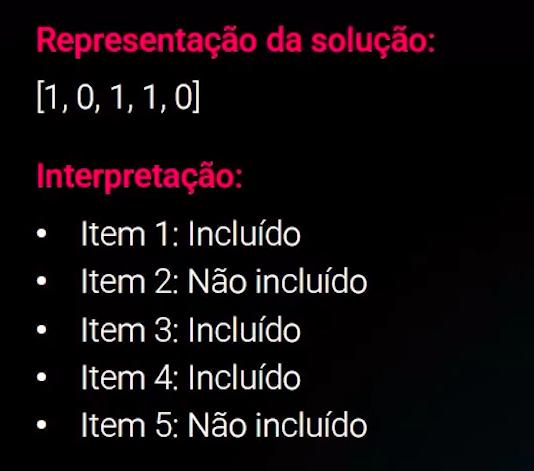 Representação da solução:
[1, 0, 1, 1, 0]
Interpretação:
• Item 1: Incluído
• Item 2: Não incluído
• Item 3: Incluído
• Item 4: Incluído
• Item 5: Não incluído